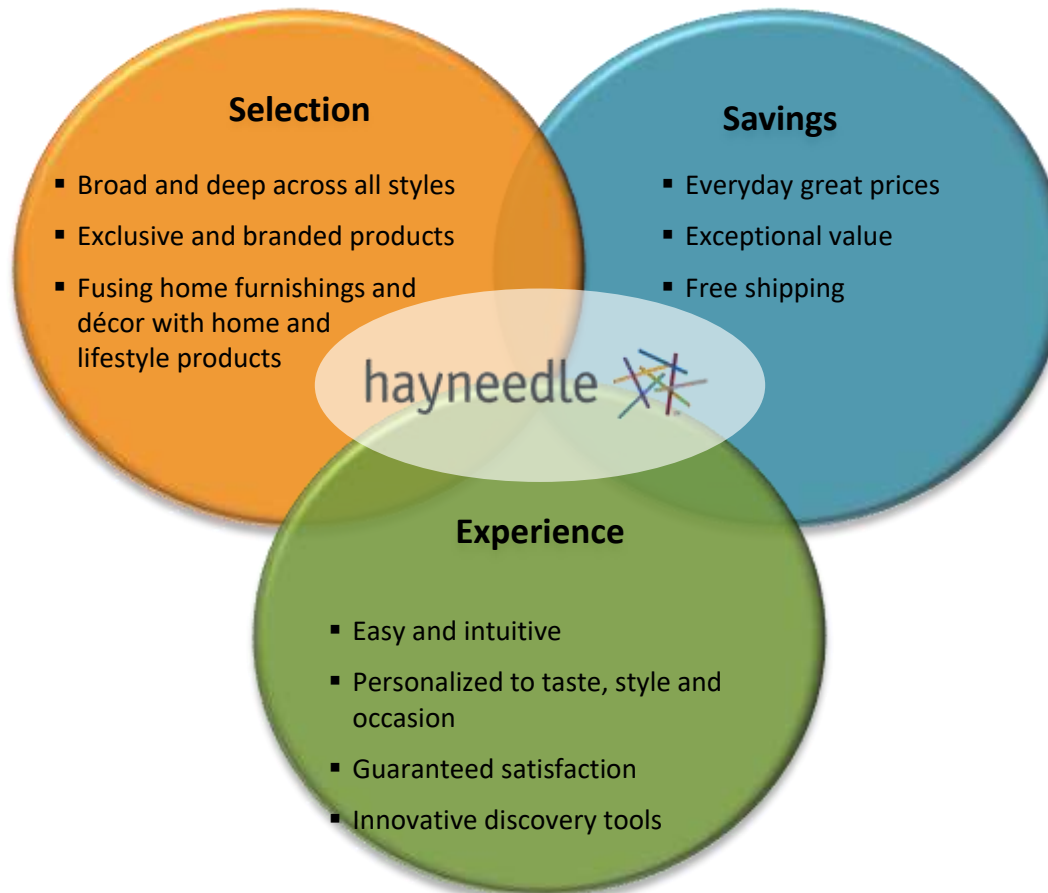 Selection
▪ Broad and deep across all styles
▪ Exclusive and branded products
▪ Fusing home furnishings and
décor with home and
lifestyle products
Savings
▪ Everyday great prices
▪ Exceptional value
▪ Free shipping
hayneedle
Experience
▪ Easy and intuitive
▪ Personalized to taste, style and
occasion
▪ Guaranteed satisfaction
▪ Innovative discovery tools